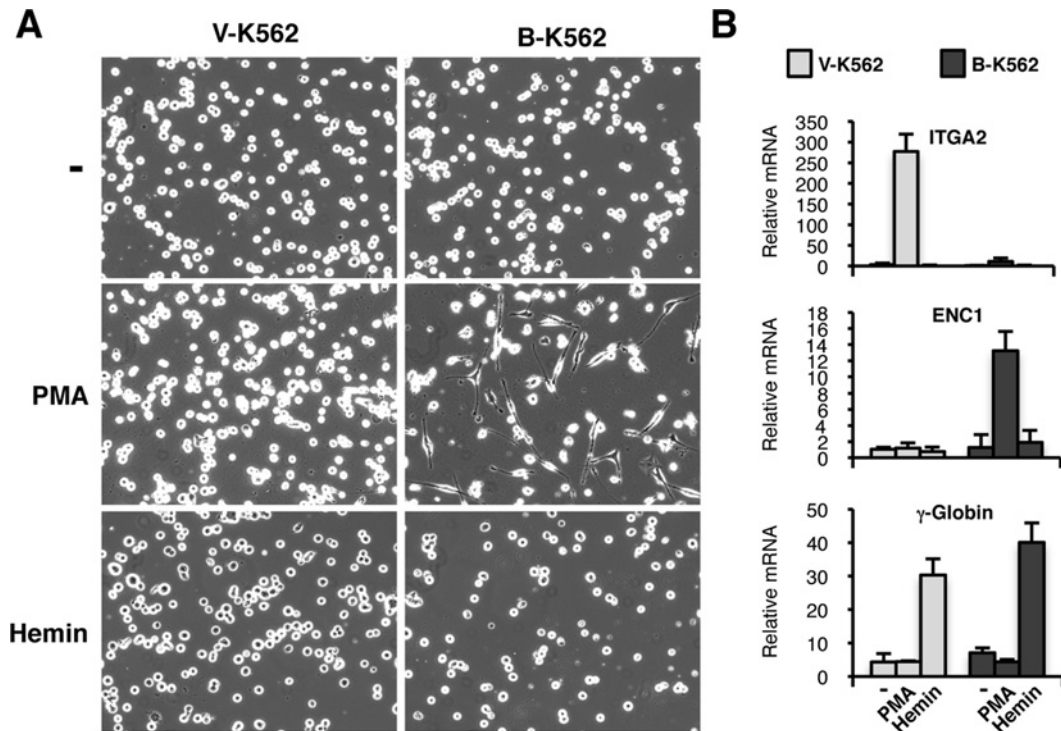 A
V-K562 B-K562
-
PMA
Hemin
B
V-K562 B-K562
ITGA2
Relative mRNA
350
300
250
200
150
100
50
0
ENC1
Relative mRNA
18
16
14
12
10
8
6
4
2
0
γ-Globin
Relative mRNA
50
40
30
20
10
0
- PMA Hemin - PMA Hemin